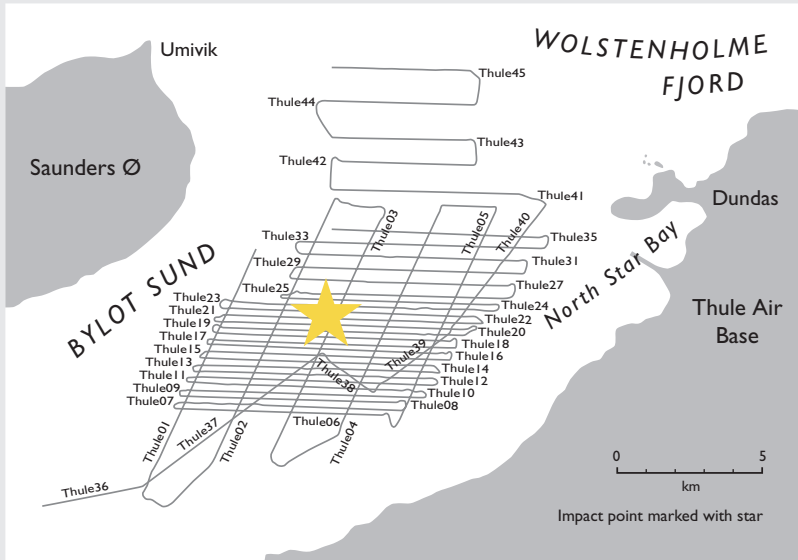 Umivik
WOLSTENHOLME
FJORD
Thule45
Thule44
Thule43
Thule42
Saunders Ø
Thule41
Dundas
Thule03
Thule05
Thule40
Thule33
Thule35
North Star Bay
BYLOT SUND
Thule29
Thule31
Thule25
Thule27
Thule23
Thule24
Thule21
Thule22
Thule19
Thule20
Thule17
Thule18
Thule15
Thule16
Thule39
Thule13
Thule14
Thule38
Thule11
Thule12
Thule09
Thule10
Thule07
Thule08
Thule Air
Base
Thule01
Thule37
Thule02
Thule06
Thule04
Thule36
0 5
km
Impact point marked with star